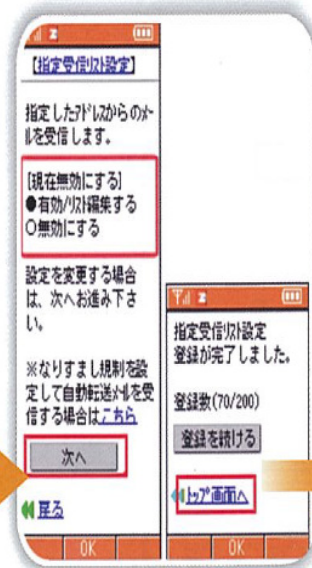 【指定受信リスト設定】
指定したアドレスからのメー
ルを受信します。
[現在無効にする]
●有効/リスト編集する
○無効にする
設定を変更する場合
は、次へお進み下さ
い。
※なりすまし規制を設
定して自動転送メールを受
信する場合はこちら
次へ
戻る
OK
指定受信リスト設定
登録が完了しました。
登録数(70/200)
登録を続ける
トップ画面へ
OK